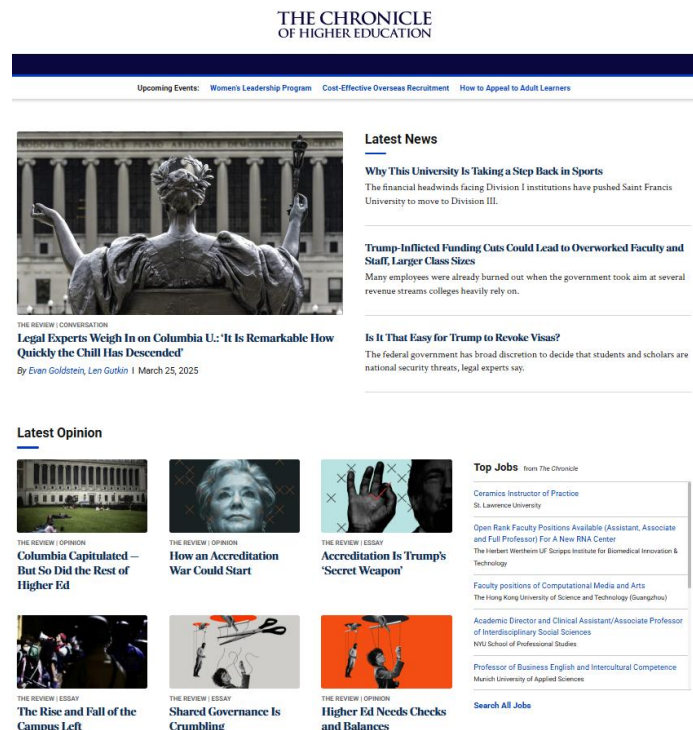 THE CHRONICLE
OF HIGHER EDUCATION
Upcoming Events: Women's Leadership Program Cost-Effective Overseas Recruitment How to Appeal to Adult Learners
HERODOTUS SOPHOCLES PLATO ARISTOTLE DEMOSTHENES CICERO
THE REVIEW | CONVERSATION
Legal Experts Weigh In on Columbia U.: 'It Is Remarkable How
Quickly the Chill Has Descended'
By Evan Goldstein, Len Gutkin | March 25, 2025
Latest News
Why This University Is Taking a Step Back in Sports
The financial headwinds facing Division I institutions have pushed Saint Francis
University to move to Division III.
Trump-Inflicted Funding Cuts Could Lead to Overworked Faculty and
Staff, Larger Class Sizes
Many employees were already burned out when the government took aim at several
revenue streams colleges heavily rely on.
Is It That Easy for Trump to Revoke Visas?
The federal government has broad discretion to decide that students and scholars are
national security threats, legal experts say.
Latest Opinion
THE REVIEW | OPINION
Columbia Capitulated —
But So Did the Rest of
Higher Ed
THE REVIEW | OPINION
How an Accreditation
War Could Start
THE REVIEW | ESSAY
Accreditation Is Trump's
'Secret Weapon'
THE REVIEW | ESSAY
The Rise and Fall of the
Campus Left
THE REVIEW | ESSAY
Shared Governance Is
Crumbling
THE REVIEW | OPINION
Higher Ed Needs Checks
and Balances
Top Jobs from The Chronicle
Ceramics Instructor of Practice
St. Lawrence University
Open Rank Faculty Positions Available (Assistant, Associate
and Full Professor) For A New RNA Center
The Herbert Wertheim UF Scripps Institute for Biomedical Innovation &
Technology
Faculty positions of Computational Media and Arts
The Hong Kong University of Science and Technology (Guangzhou)
Academic Director and Clinical Assistant/Associate Professor
of Interdisciplinary Social Sciences
NYU School of Professional Studies
Professor of Business English and Intercultural Competence
Munich University of Applied Sciences
Search All Jobs